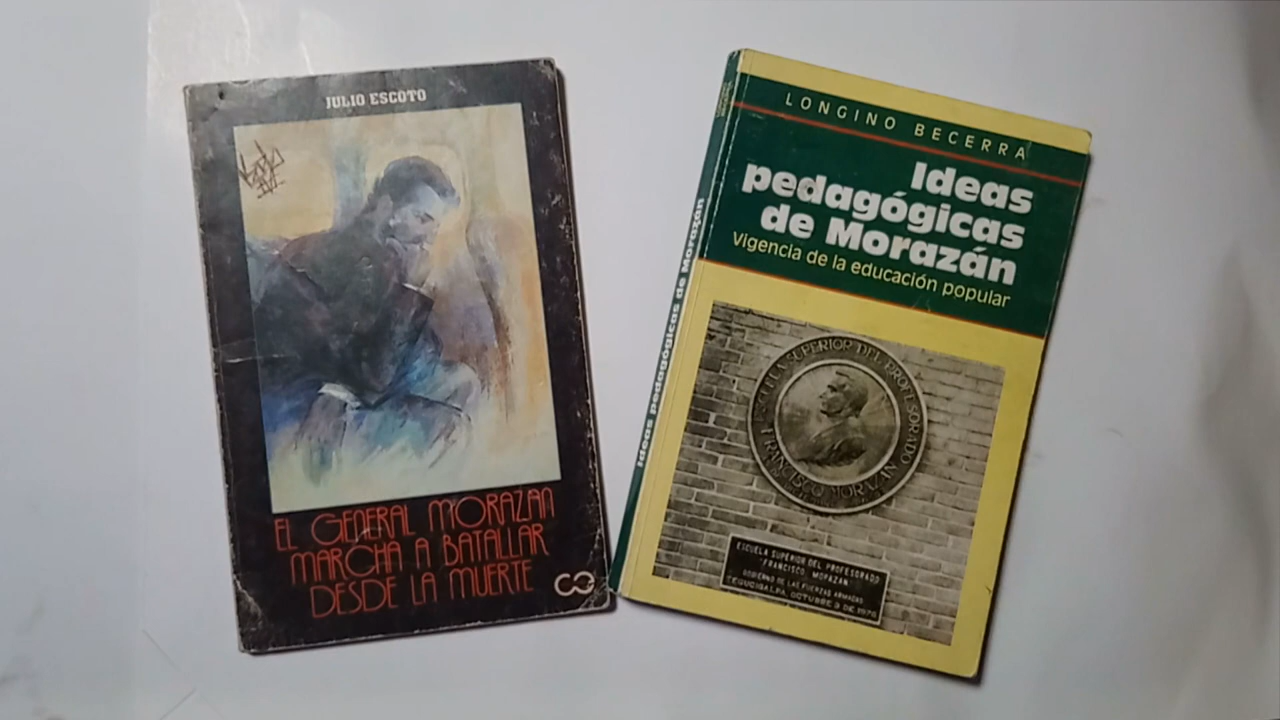 JULIO ESCOTO
EL GENERAL MORAZAN
MARCHA A BATALLAR
DESDE LA MUERTE
LONGINO BECERRA
Ideas
pedagógicas
de Morazán
Vigencia de la educación popular
Ideas pedagógicas de Morazán
ESCUELA SUPERIOR DEL PROFESORADO
FRANCISCO MORAZAN
ESCUELA SUPERIOR DEL PROFESORADO
"FRANCISCO MORAZAN"
GOBIERNO DE LAS FUERZAS ARMADAS
TEGUCIGALPA, OCTUBRE 3 DE 1975